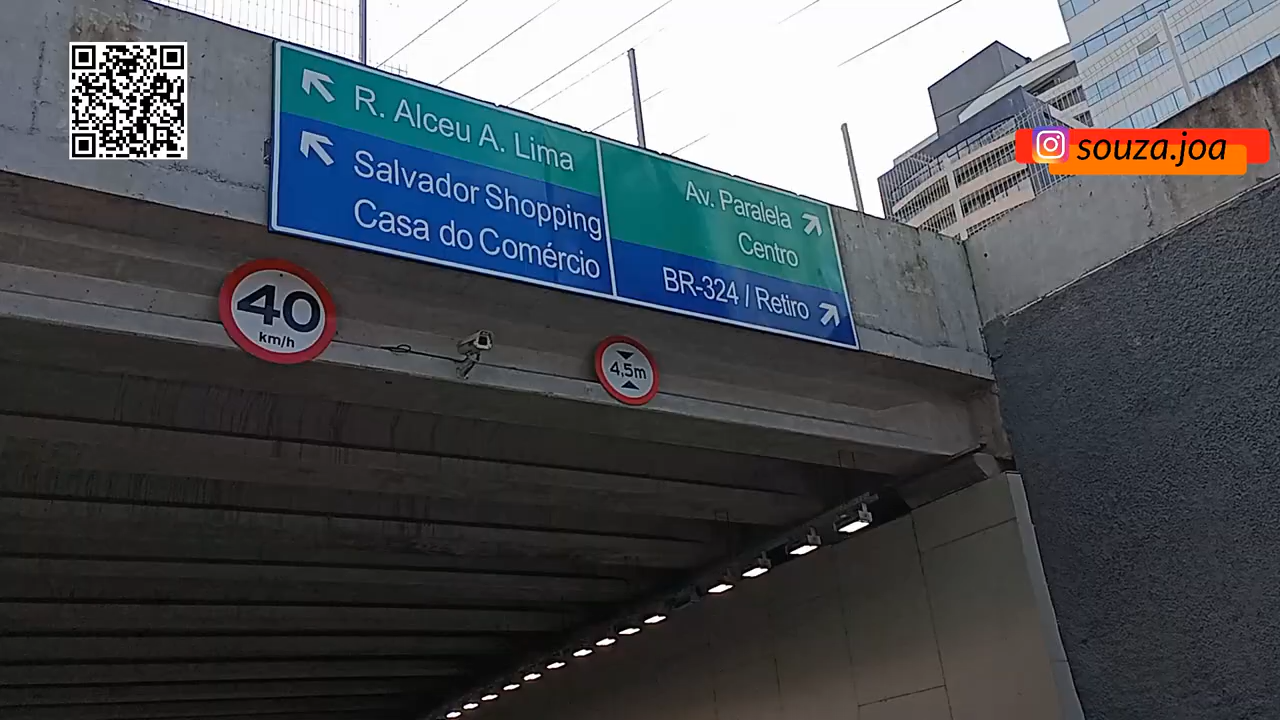 R. Alceu A. Lima
Salvador Shopping
Casa do Comércio
Av. Paralela
Centro
BR-324 / Retiro
souza.joa
40
km/h
4,5m